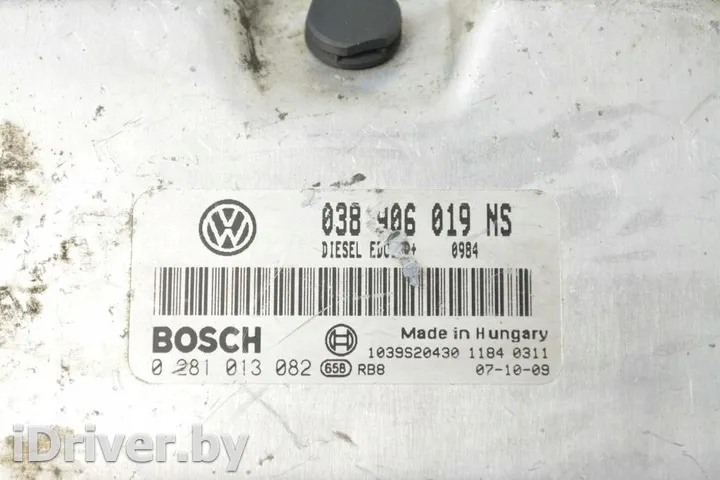 038 906 019 NS
DIESEL 0984
BOSCH
Made in Hungary
1039S20430 1184 0311
0 281 013 082 658 RB8 07-10-09
iDriver.by